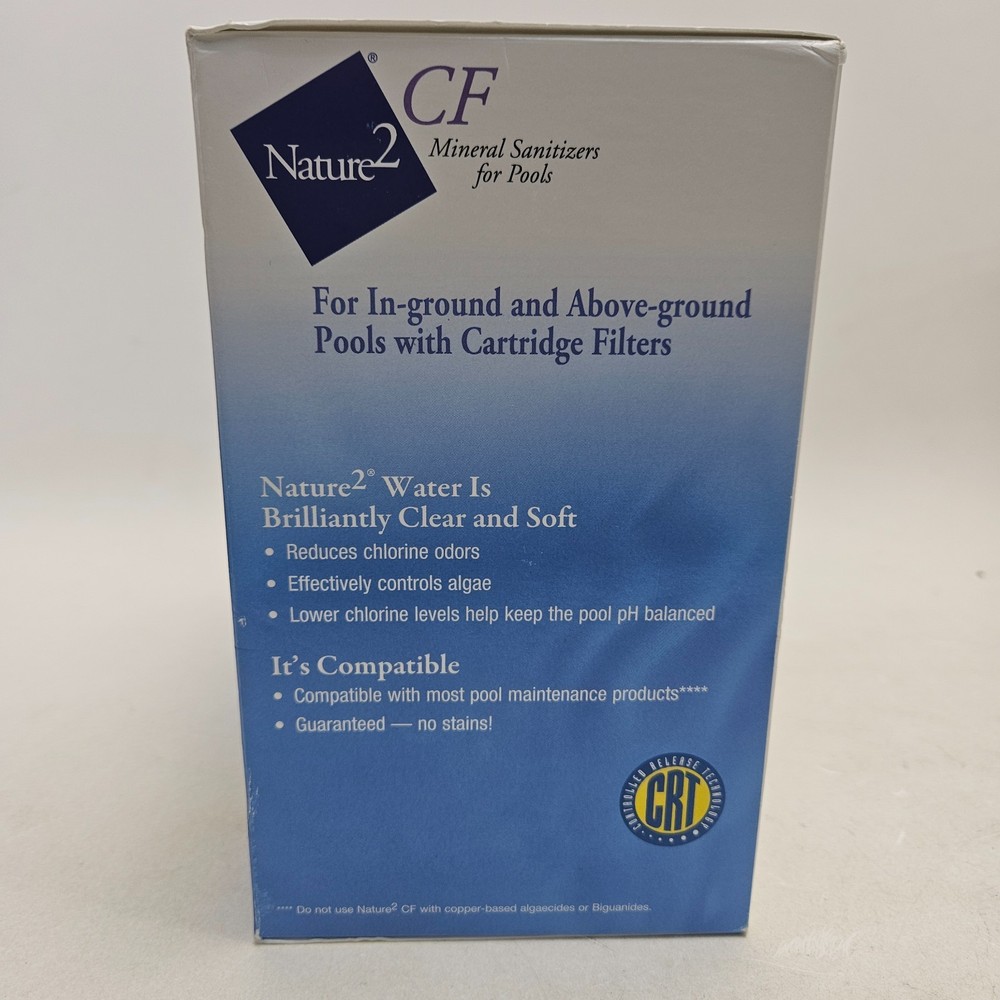 Nature2®
CF
Mineral Sanitizers
for Pools
For In-ground and Above-ground
Pools with Cartridge Filters
Nature2® Water Is
Brilliantly Clear and Soft
• Reduces chlorine odors
• Effectively controls algae
• Lower chlorine levels help keep the pool pH balanced
It's Compatible
• Compatible with most pool maintenance products****
• Guaranteed — no stains!
CONTROLLED RELEASE TECHNOLOGY
CRT
**** Do not use Nature2 CF with copper-based algaecides or Biguanides.